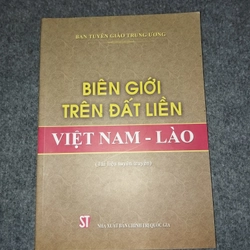 BAN TUYÊN GIÁO TRUNG ƯƠNG
BIÊN GIỚI
TRÊN ĐẤT LIỀN
VIỆT NAM - LÀO
ST
NHÀ XUẤT BẢN CHÍNH TRỊ QUỐC GIA